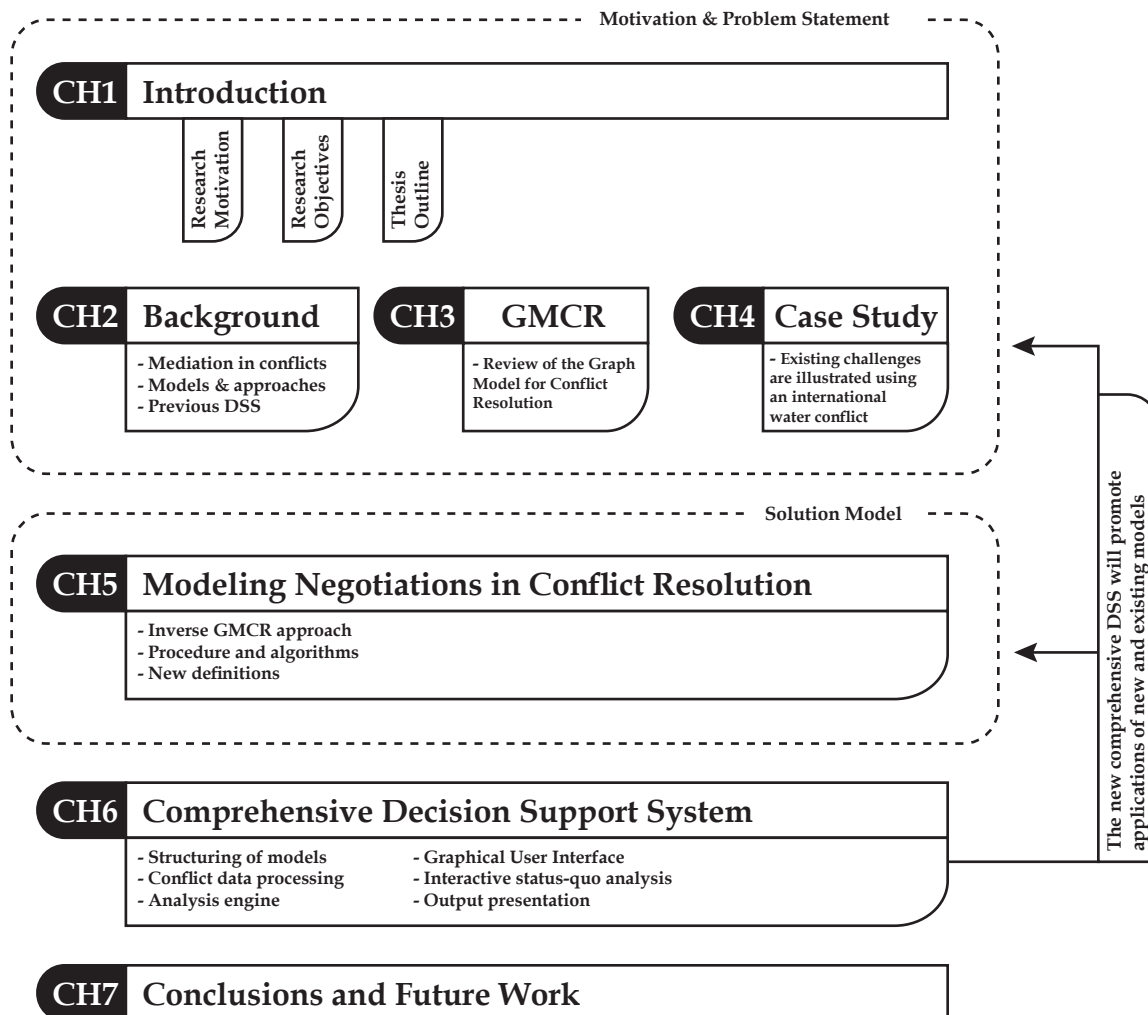 Motivation & Problem Statement
CH1 Introduction
Research
Motivation
Research
Objectives
Thesis
Outline
CH2 Background
- Mediation in conflicts
- Models & approaches
- Previous DSS
CH3 GMCR
- Review of the Graph
Model for Conflict
Resolution
CH4 Case Study
- Existing challenges
are illustrated using
an international
water conflict
Solution Model
CH5 Modeling Negotiations in Conflict Resolution
- Inverse GMCR approach
- Procedure and algorithms
- New definitions
CH6 Comprehensive Decision Support System
- Structuring of models
- Conflict data processing
- Analysis engine
- Graphical User Interface
- Interactive status-quo analysis
- Output presentation
The new comprehensive DSS will promote
applications of new and existing models
CH7 Conclusions and Future Work